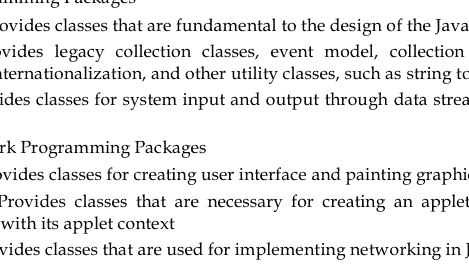 ovides classes that are fundamental to the design of the Java
vides legacy collection classes, event model, collection
nternationalization, and other utility classes, such as string to
ides classes for system input and output through data strea
rk Programming Packages
ovides classes for creating user interface and painting graphi
Provides classes that are necessary for creating an applet
with its applet context
vides classes that are used for implementing networking in J